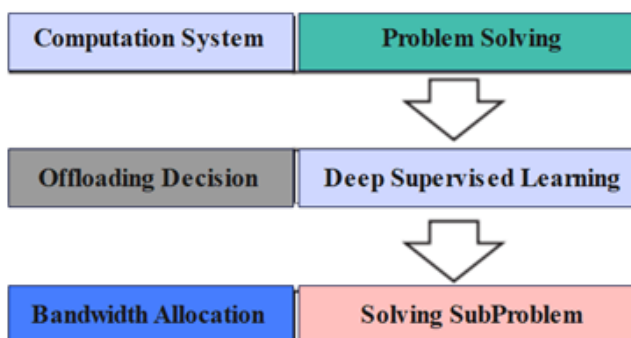 Computation System Problem Solving
Offloading Decision Deep Supervised Learning
Bandwidth Allocation Solving SubProblem